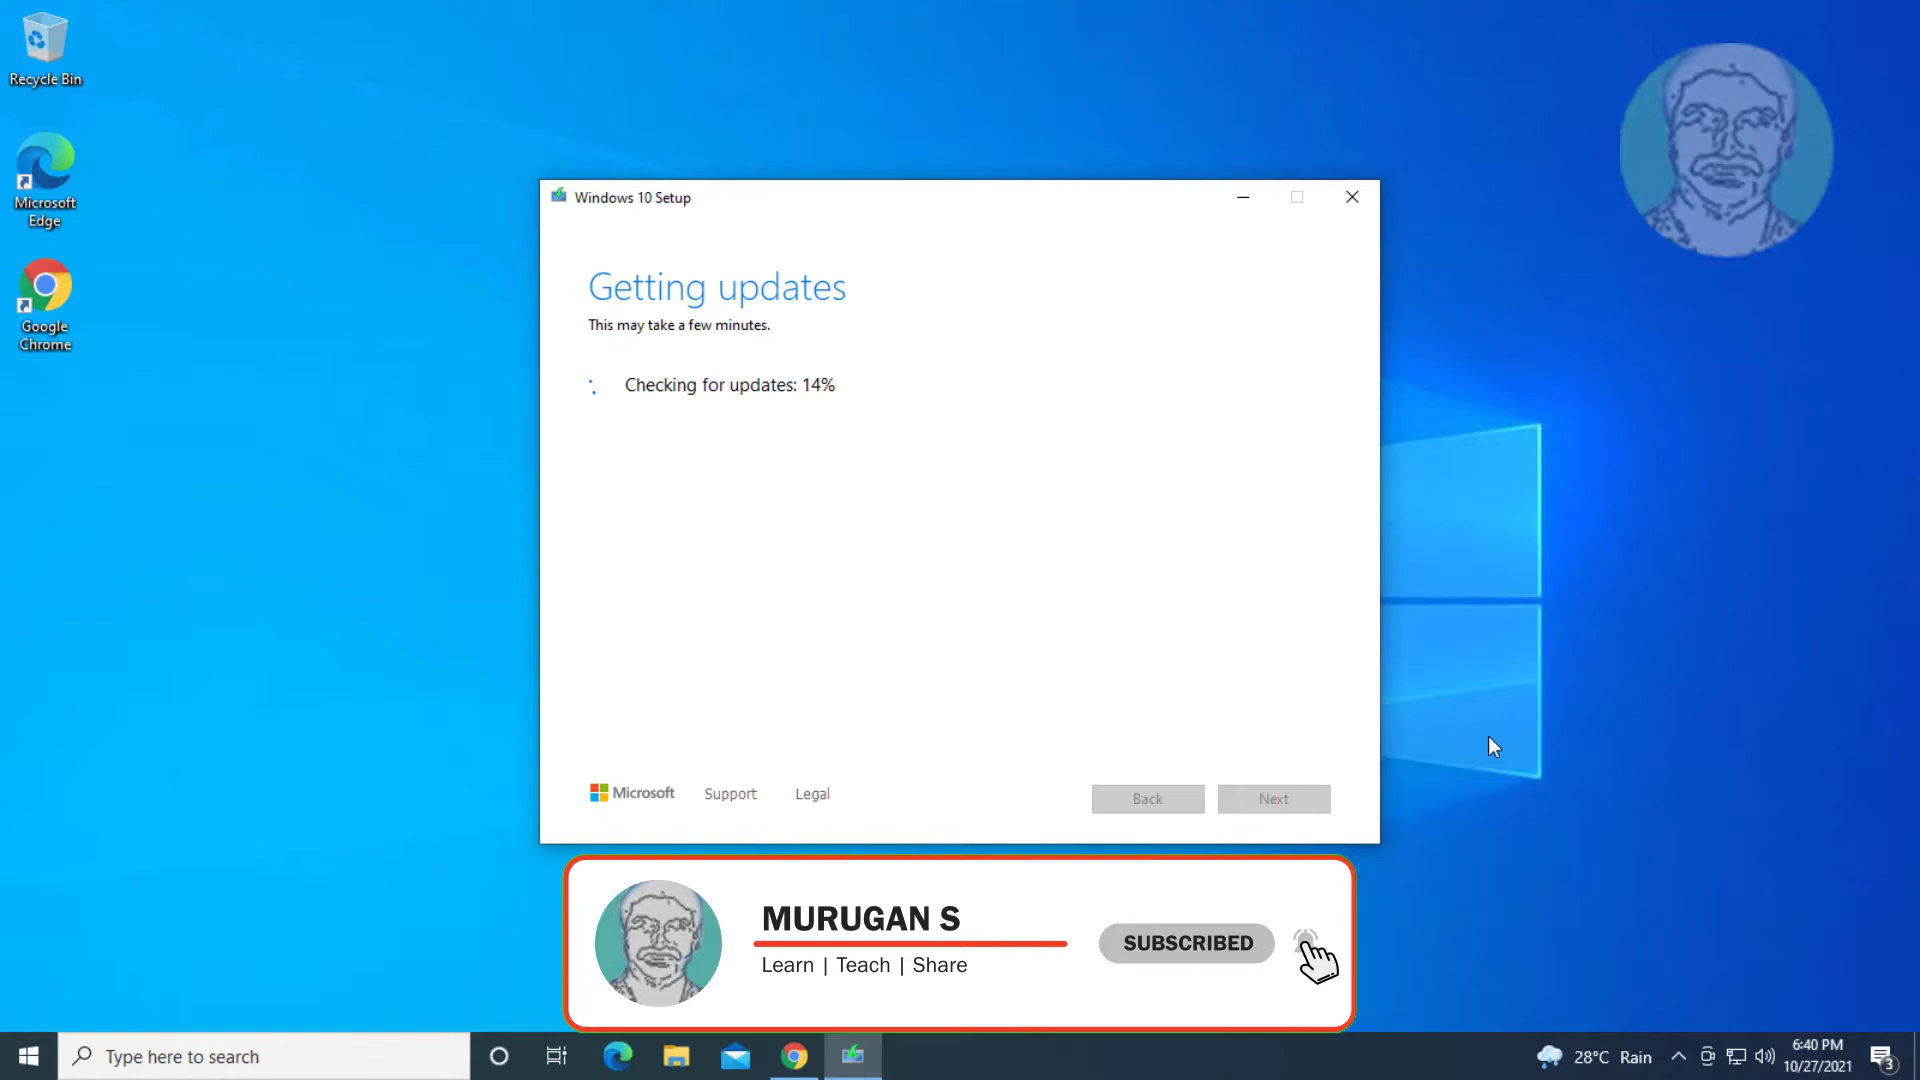 Recycle Bin
Microsoft
Edge
Google
Chrome
Windows 10 Setup
Getting updates
This may take a few minutes.
Checking for updates: 14%
Microsoft
Support
Legal
Back
Next
MURUGAN S
Learn | Teach | Share
SUBSCRIBED
Type here to search
28°C Rain
6:40 PM
10/27/2021
3